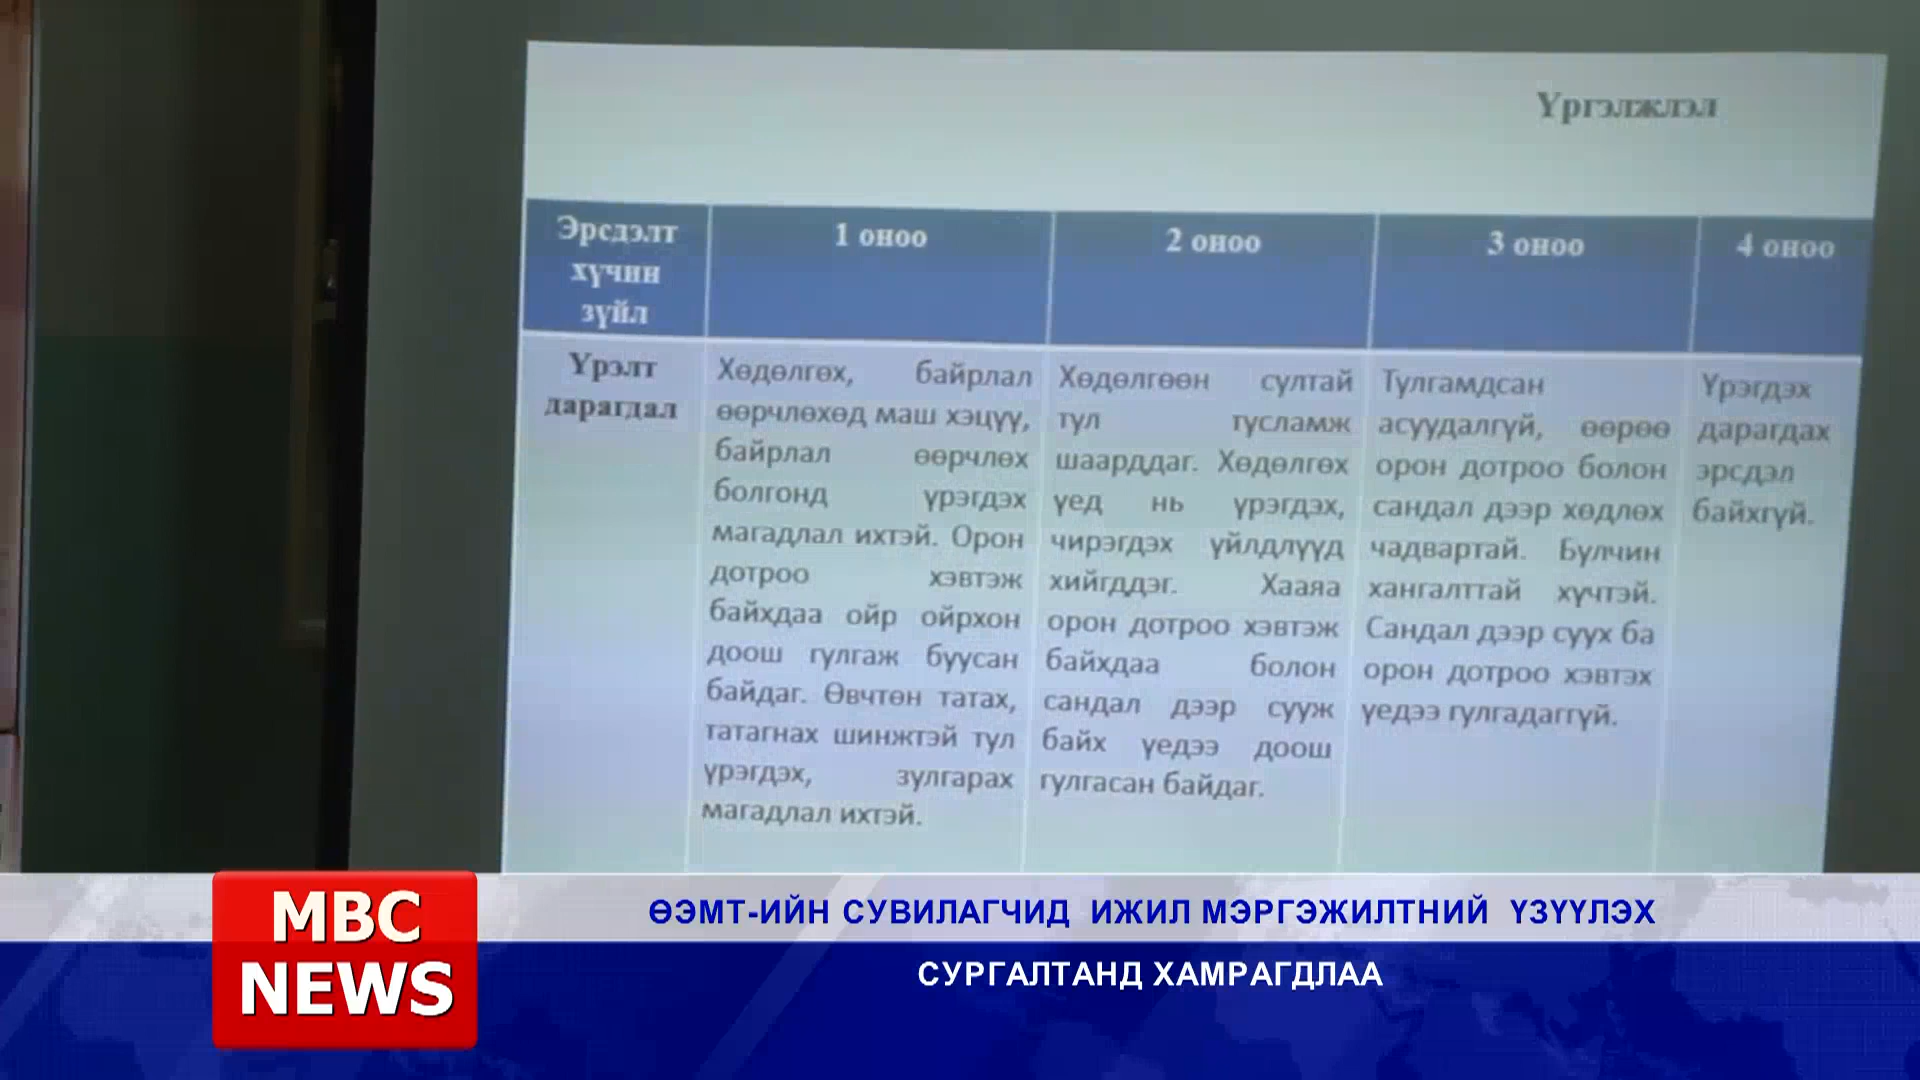 Үргэлжлэл
Эрсдэлт
хүчин
зүйл
1 оноо
2 оноо
3 оноо
4 оноо
Үрэлт
дарагдал
Хөдөлгөх, байрлал
өөрчлөхөд маш хэцүү,
байрлал өөрчлөх
болгонд үрэгдэх
магадлал ихтэй. Орон
дотроо хэвтэж
байхдаа ойр ойрхон
доош гулгаж буусан
байдаг. Өвчтөн татах,
татагнах шинжтэй тул
үрэгдэх, зулгарах
магадлал ихтэй.
Хөдөлгөөн султай
тул тусламж
шаарддаг. Хөдөлгөх
үед нь үрэгдэх,
чирэгдэх үйлдлүүд
хийгддэг. Хааяа
орон дотроо хэвтэж
байхдаа болон
сандал дээр сууж
байх үедээ доош
гулгасан байдаг.
Тулгамдсан
асуудалгүй, өөрөө
орон дотроо болон
сандал дээр хөдлөх
чадвартай. Булчин
хангалттай хүчтэй.
Сандал дээр суух ба
орон дотроо хэвтэх
үедээ гулгадаггүй.
Үрэгдэх
дарагдах
эрсдэл
байхгүй.
MBC
NEWS
ӨЭМТ-ИЙН СУВИЛАГЧИД ИЖИЛ МЭРГЭЖИЛТНИЙ ҮЗҮҮЛЭХ
СУРГАЛТАНД ХАМРАГДЛАА